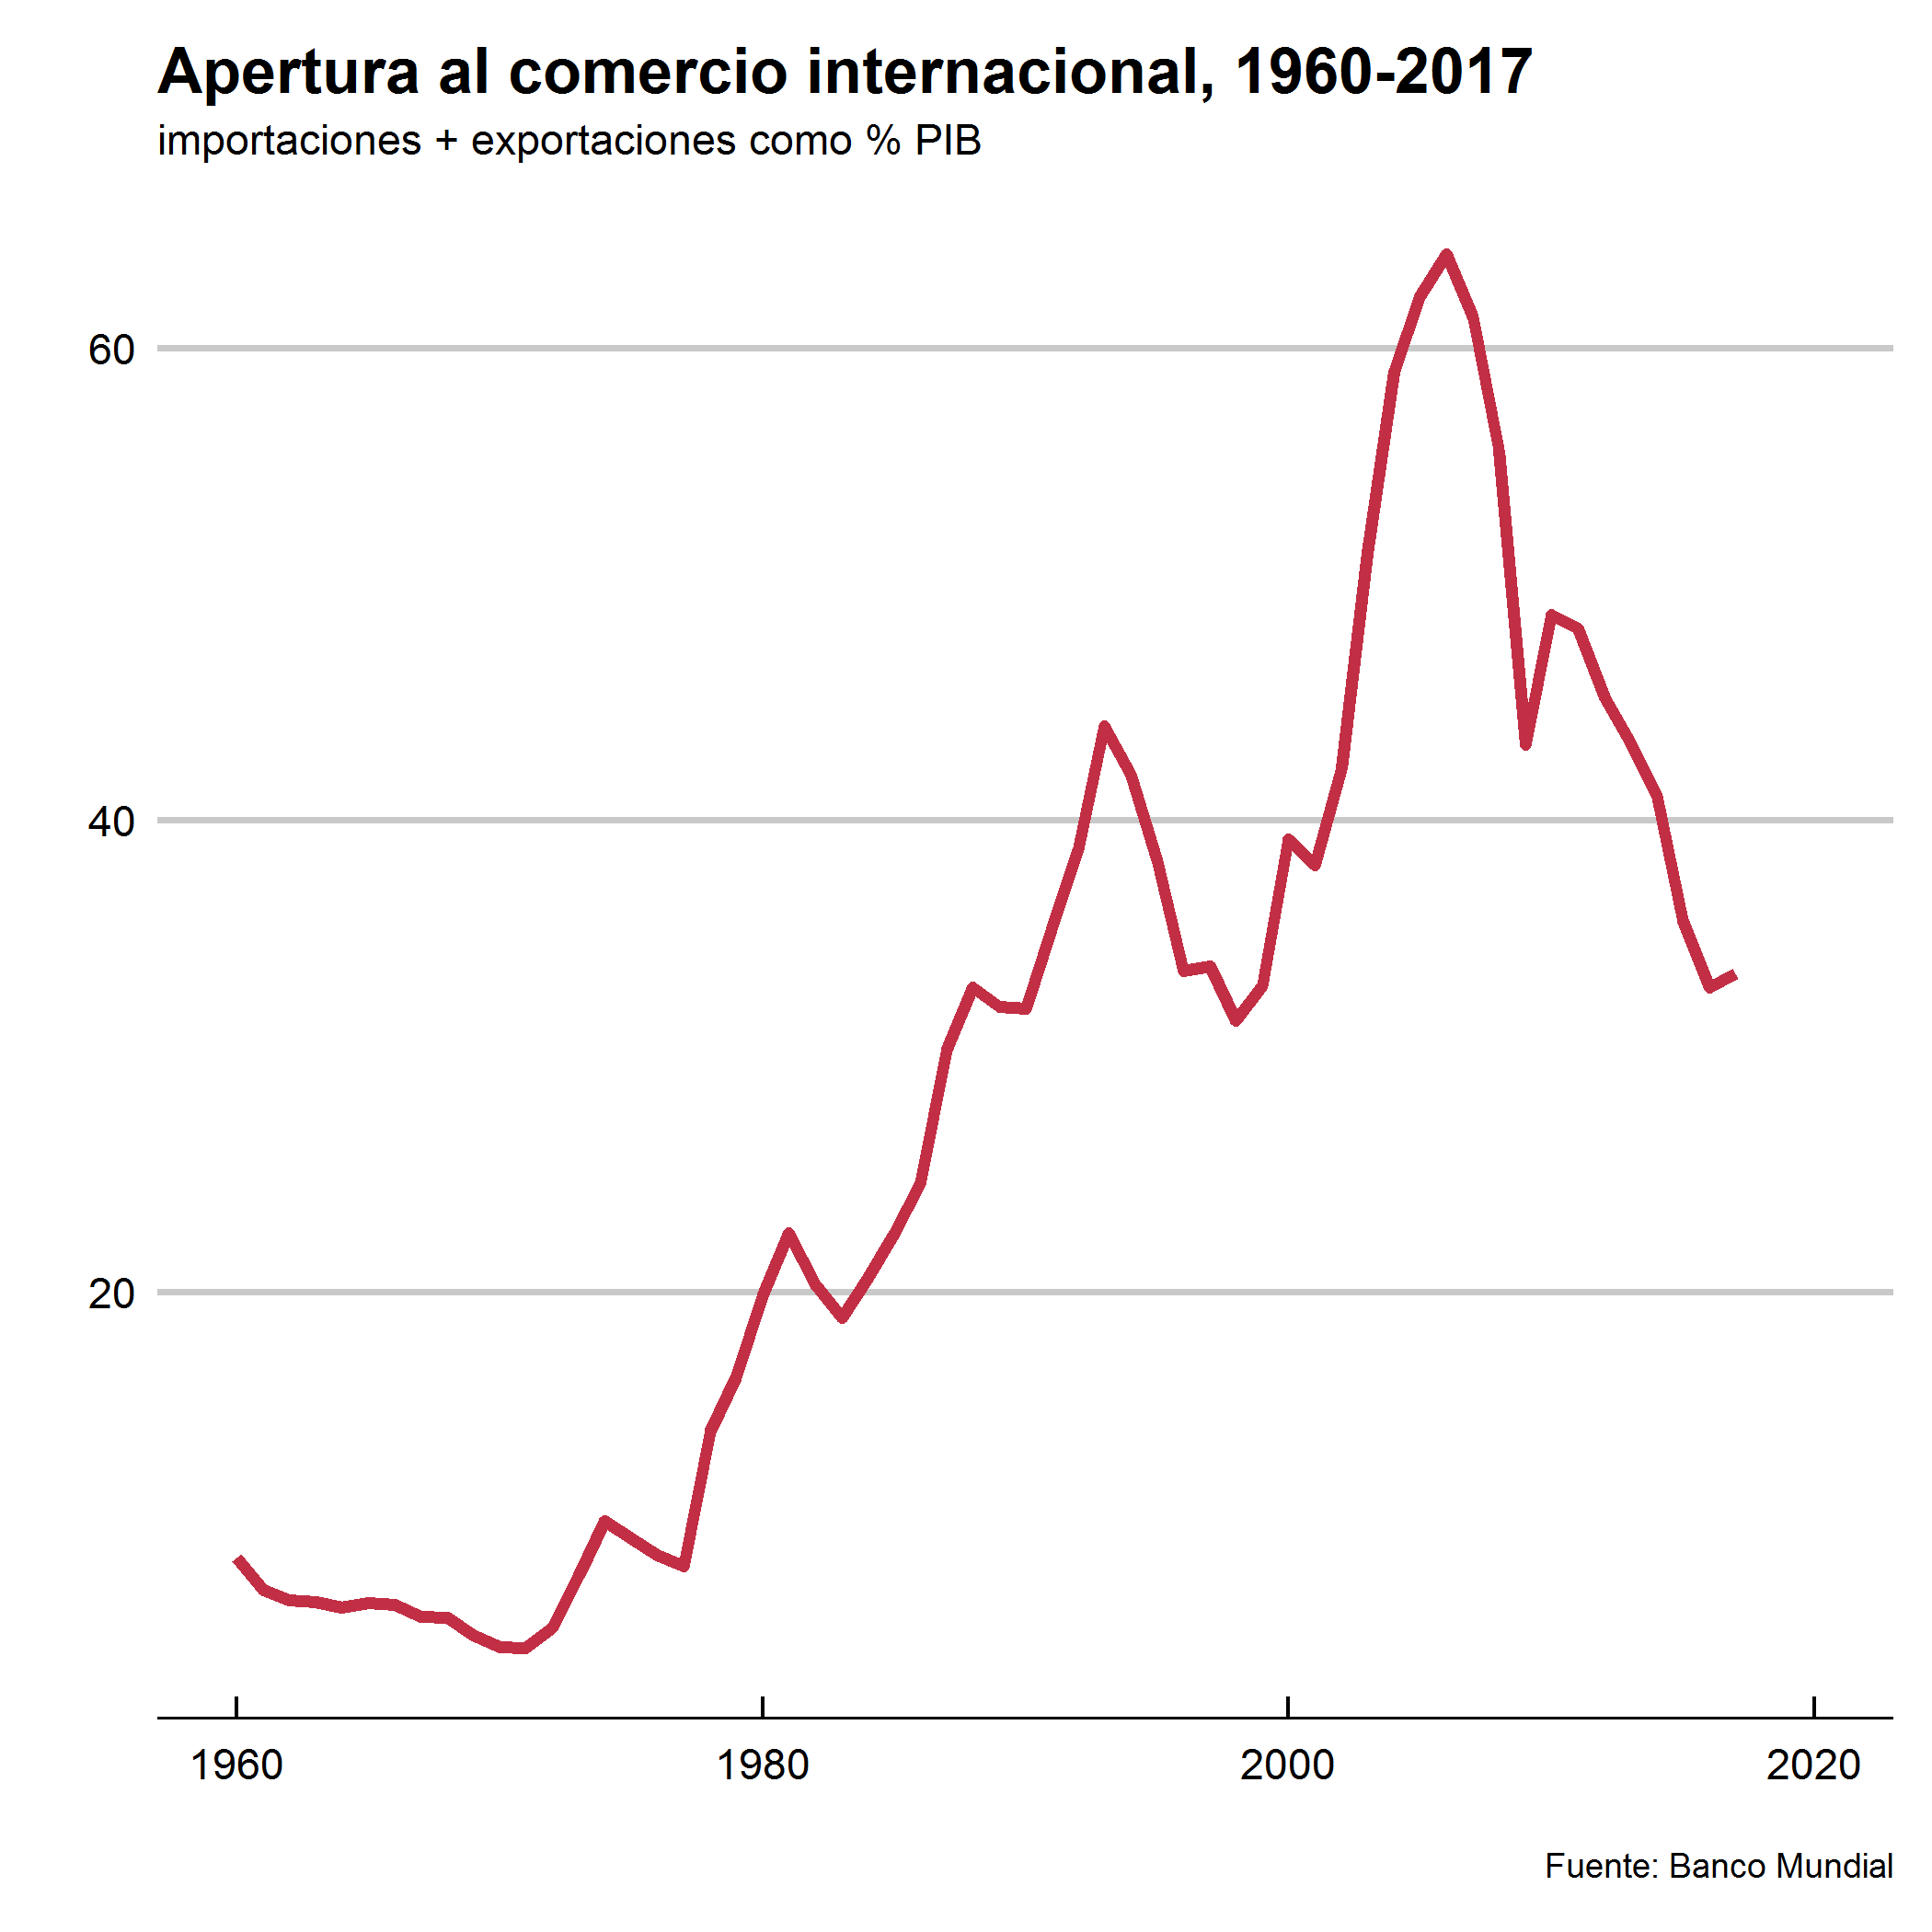 Apertura al comercio internacional, 1960-2017
importaciones + exportaciones como % PIB
60
40
20
1960 1980 2000 2020
Fuente: Banco Mundial